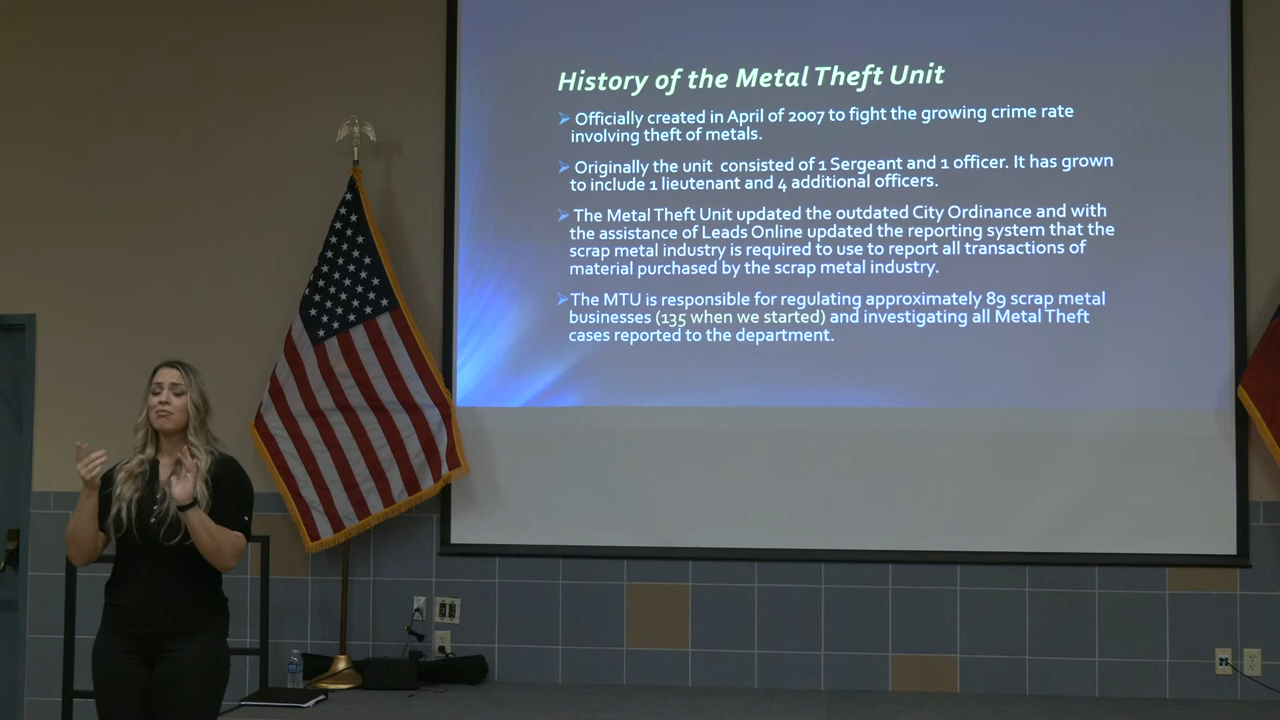 History of the Metal Theft Unit
➢ Officially created in April of 2007 to fight the growing crime rate
involving theft of metals.
➢ Originally the unit consisted of 1 Sergeant and 1 officer. It has grown
to include 1 lieutenant and 4 additional officers.
➢ The Metal Theft Unit updated the outdated City Ordinance and with
the assistance of Leads Online updated the reporting system that the
scrap metal industry is required to use to report all transactions of
material purchased by the scrap metal industry.
➢ The MTU is responsible for regulating approximately 89 scrap metal
businesses (135 when we started) and investigating all Metal Theft
cases reported to the department.